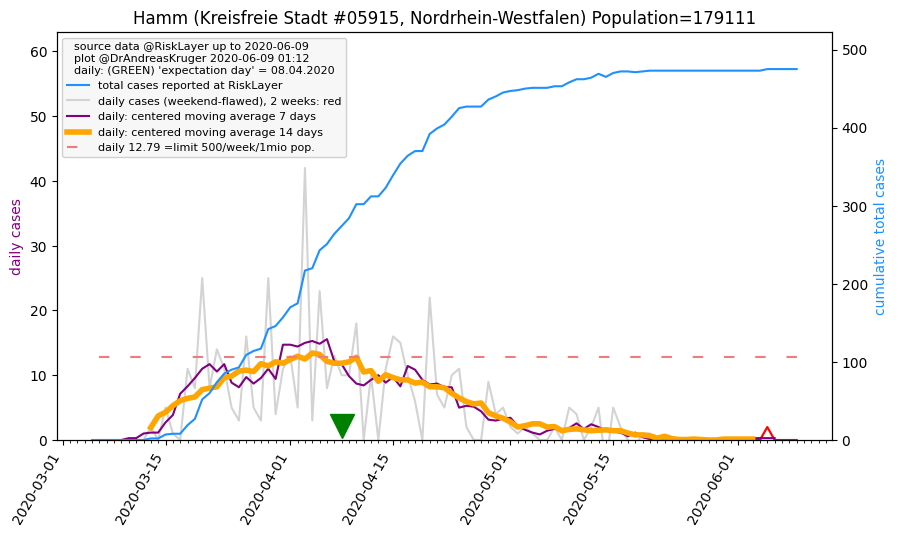 Hamm (Kreisfreie Stadt #05915, Nordrhein-Westfalen) Population=179111
source data @RiskLayer up to 2020-06-09
plot @DrAndreasKruger 2020-06-09 01:12
daily: (GREEN) 'expectation day' = 08.04.2020
total cases reported at RiskLayer
daily cases (weekend-flawed), 2 weeks: red
daily: centered moving average 7 days
daily: centered moving average 14 days
daily 12.79 =limit 500/week/1mio pop.
daily cases
60
50
40
30
20
10
0
cumulative total cases
500
400
300
200
100
0
2020-03-01
2020-03-15
2020-04-01
2020-04-15
2020-05-01
2020-05-15
2020-06-01